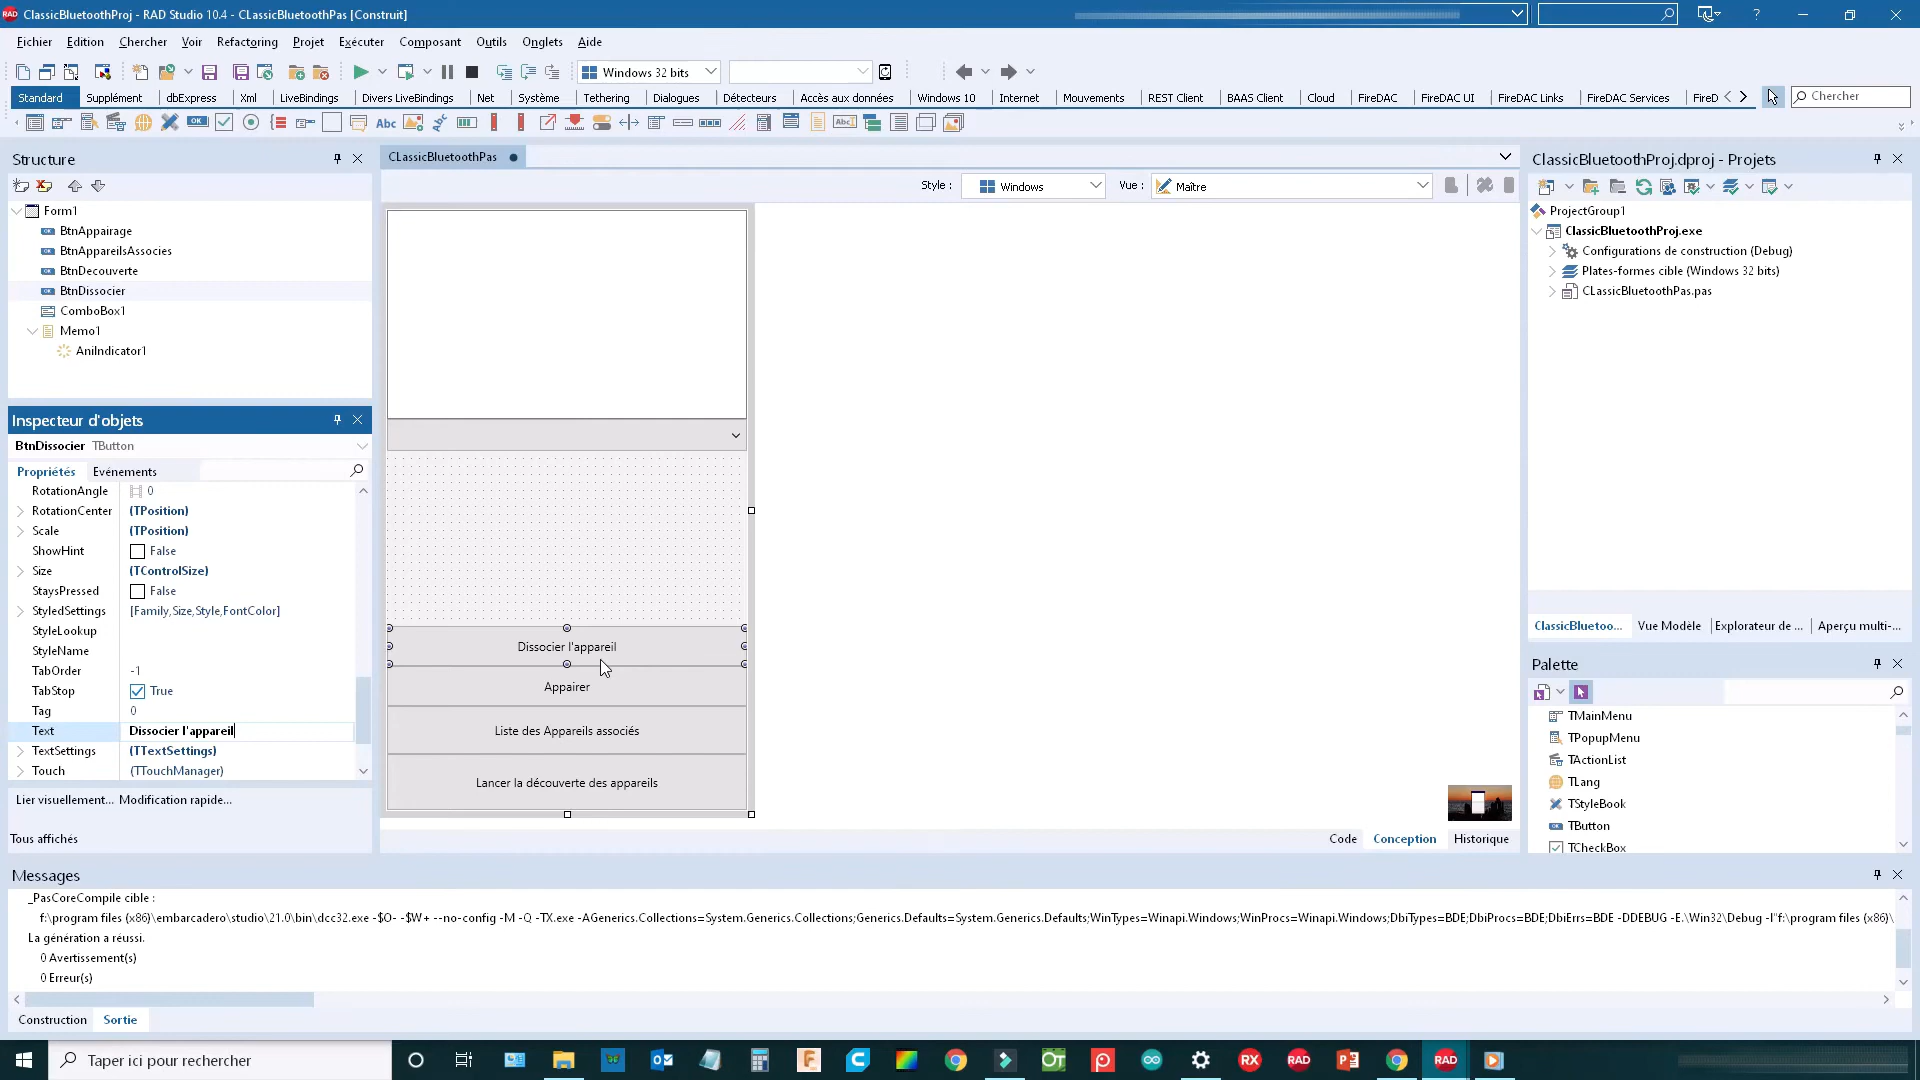 ClassicBluetoothProj - RAD Studio 10.4 - CLassicBluetoothPas [Construit]
Fichier Edition Chercher Voir Refactoring Projet Exécuter Composant Outils Onglets Aide
Windows 32 bits
Standard Supplément dbExpress Xml LiveBindings Divers LiveBindings Net Système Tethering Dialogues Détecteurs Accès aux données Windows 10 Internet Mouvements REST Client BAAS Client Cloud FireDAC FireDAC UI FireDAC Links FireDAC Services FireD Chercher
Structure
Form1
BtnAppairage
BtnAppareilsAssocies
BtnDecouverte
BtnDissocier
ComboBox1
Memo1
AniIndicator1
Inspecteur d'objets
BtnDissocier TButton
Propriétés Evénements
RotationAngle 0
RotationCenter (TPosition)
Scale (TPosition)
ShowHint False
Size (TControlSize)
StaysPressed False
StyledSettings [Family,Size,Style,FontColor]
StyleLookup
StyleName
TabOrder -1
TabStop True
Tag 0
Text Dissocier l'appareil
TextSettings (TTextSettings)
Touch (TTouchManager)
Lier visuellement... Modification rapide...
Tous affichés
CLassicBluetoothPas
Style : Windows Vue : Maître
Dissocier l'appareil
Appairer
Liste des Appareils associés
Lancer la découverte des appareils
Code Conception Historique
ClassicBluetoothProj.dproj - Projets
ProjectGroup1
ClassicBluetoothProj.exe
Configurations de construction (Debug)
Plates-formes cible (Windows 32 bits)
CLassicBluetoothPas.pas
ClassicBluetoo... Vue Modèle Explorateur de ... Aperçu multi-...
Palette
TMainMenu
TPopupMenu
TActionList
TLang
TStyleBook
TButton
TCheckBox
Messages
_PasCoreCompile cible :
f:\program files (x86)\embarcadero\studio\21.0\bin\dcc32.exe -$O- -$W+ --no-config -M -Q -TX.exe -AGenerics.Collections=System.Generics.Collections;Generics.Defaults=System.Generics.Defaults;WinTypes=Winapi.Windows;WinProcs=Winapi.Windows;DbiTypes=BDE;DbiProcs=BDE;DbiErrs=BDE -DDEBUG -E.\Win32\Debug -I"f:\program files (x86)\
La génération a réussi.
0 Avertissement(s)
0 Erreur(s)
Construction Sortie
Taper ici pour rechercher